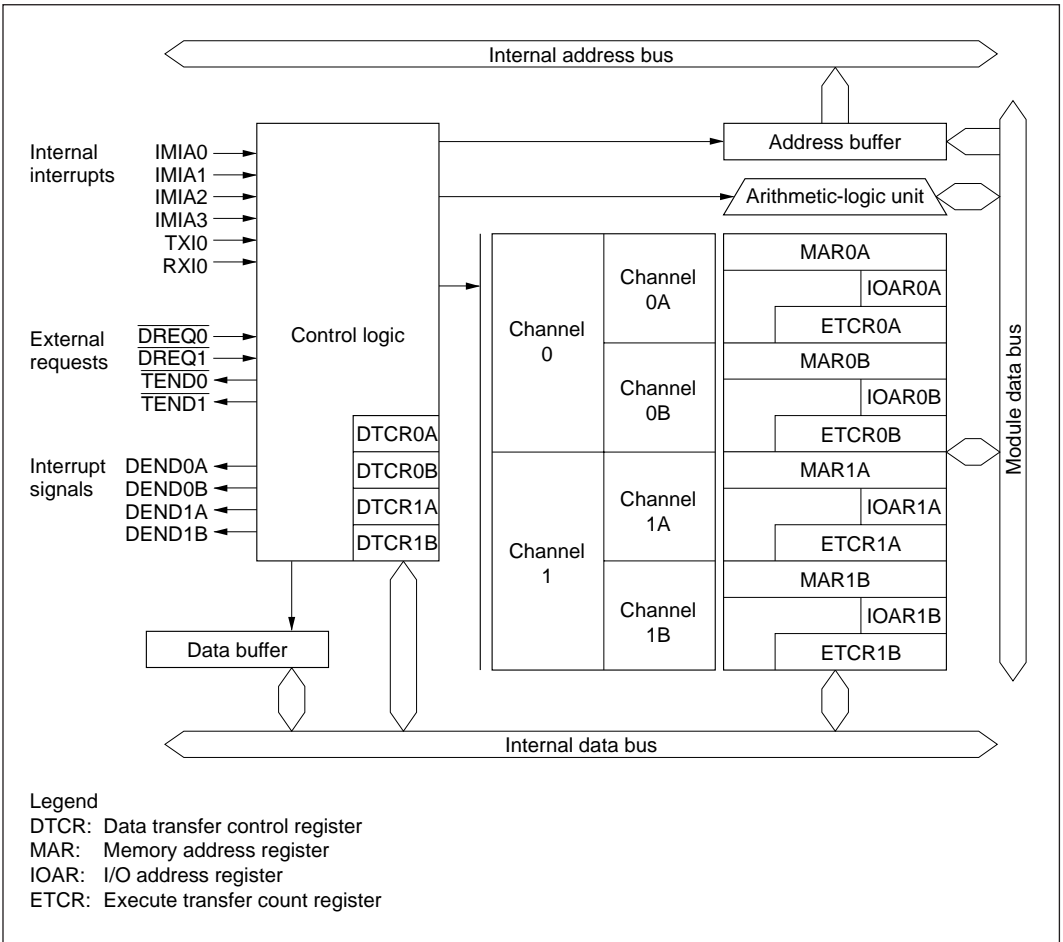 Internal address bus
Address buffer
Arithmetic-logic unit
Internal
interrupts
IMIA0
IMIA1
IMIA2
IMIA3
TXI0
RXI0
External
requests
DREQ0
DREQ1
TEND0
TEND1
Interrupt
signals
DEND0A
DEND0B
DEND1A
DEND1B
Control logic
DTCR0A
DTCR0B
DTCR1A
DTCR1B
Data buffer
Channel
0
Channel
0A
Channel
0B
Channel
1
Channel
1A
Channel
1B
MAR0A
IOAR0A
ETCR0A
MAR0B
IOAR0B
ETCR0B
MAR1A
IOAR1A
ETCR1A
MAR1B
IOAR1B
ETCR1B
Module data bus
Internal data bus
Legend
DTCR: Data transfer control register
MAR: Memory address register
IOAR: I/O address register
ETCR: Execute transfer count register